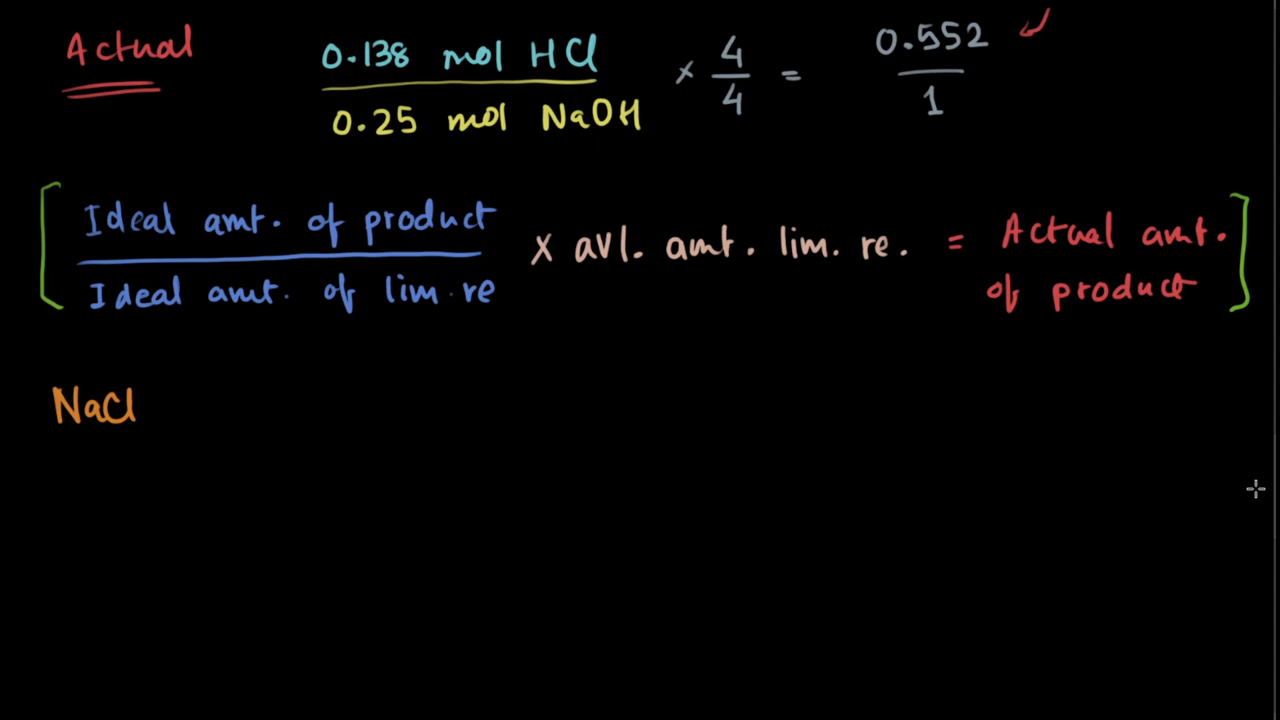 Actual 0.138 mol HCl × 4 = 0.552
0.25 mol NaOH 4 1
Ideal amt. of product × avl. amt. lim. re. = Actual amt.
Ideal amt. of lim. re of product
NaCl